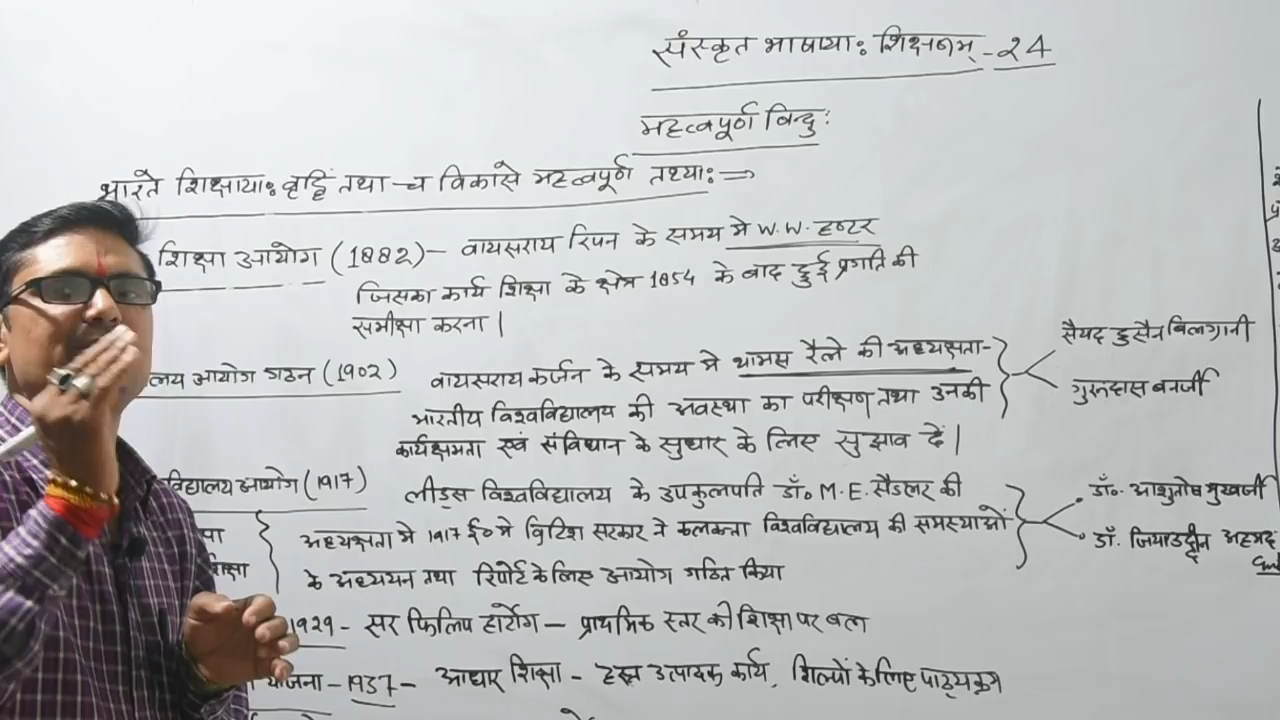 संस्कृत भाषायाः शिक्षणम् - २4
महत्वपूर्ण विन्दुः
भारते शिक्षायाः वृद्धिं तथा च विकासे महत्वपूर्ण तथ्याः ⇒
शिक्षा आयोग (1882) – वायसराय रिपन के समय मे W.W. हण्टर
जिसका कार्य शिक्षा के क्षेत्र 1854 के बाद हुई प्रगति की
समीक्षा करना |
लय आयोग गठन (1902) वायसराय कर्जन के समय मे थामस रैले की अध्यक्षता-
भारतीय विश्वविद्यालय की अवस्था का परीक्षण तथा उनकी
कार्यक्षमता एवं संविधान के सुधार के लिए सुझाव दें |
सैयद हुसैन बिलग्रानी
गुरुदास बनर्जी
विद्यालय आयोग (1917) लीड्स विश्वविद्यालय के उपकुलपति डॉ० M.E. सैडलर की
अध्यक्षता मे 1917 ई० मे ब्रिटिश सरकार ने कलकत्ता विश्वविद्यालय की समस्याओं
के अध्ययन तथा रिपोर्ट के लिए आयोग गठित किया
डॉ० आशुतोष मुखर्जी
डॉ. जियाउद्दीन अहमद
1929 - सर फिलिप हार्टोग – प्राथमिक स्तर की शिक्षा पर बल
योजना – 1937 – आधार शिक्षा - हस्त उत्पादक कार्य, शिल्पों के लिए पाठ्यक्रम